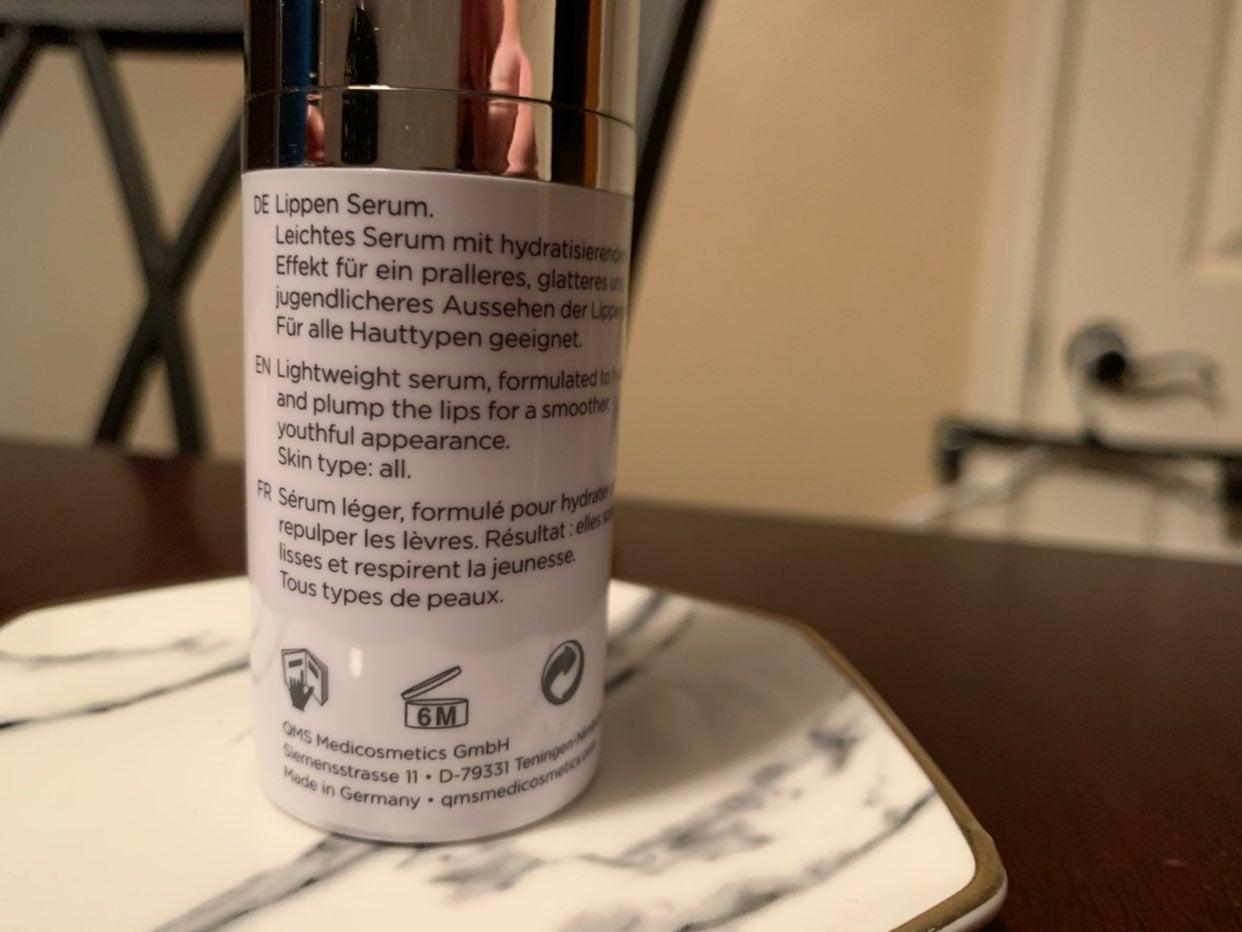 DE Lippen Serum.
Leichtes Serum mit hydratisierenden
Effekt für ein pralleres, glatteres und
jugendlicheres Aussehen der
Für alle Hauttypen geeignet.
EN Lightweight serum, formulated to
and plump the lips for a smoother,
youthful appearance.
Skin type: all.
FR Sérum léger, formulé pour hydrater
repulper les lèvres. Résultat : elles
lisses et respirent la jeunesse.
Tous types de peaux.
6M
QMS Medicosmetics GmbH
Siemensstrasse 11 • D-79331
Made in Germany • qmsmedicosmetics.com